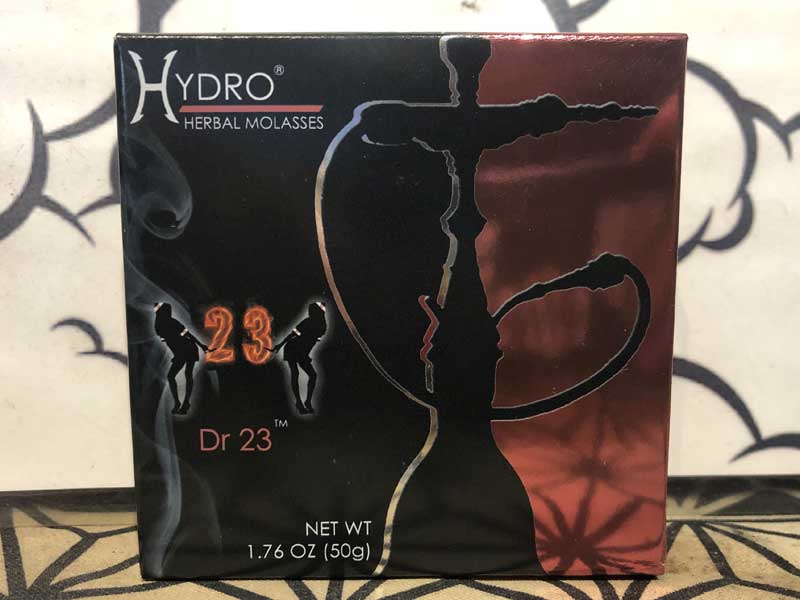 HYDRO®
HERBAL MOLASSES
23
Dr 23™
NET WT
1.76 OZ (50g)